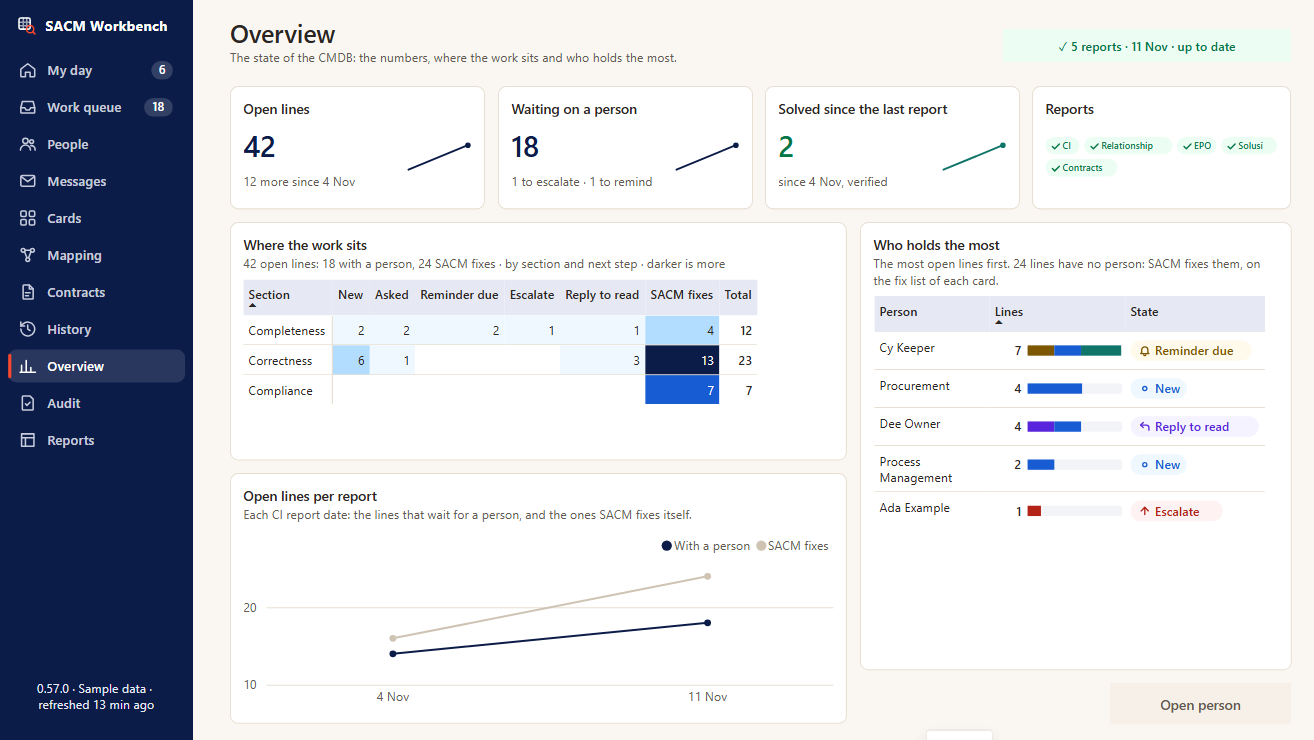 SACM Workbench
My day 6
Work queue 18
People
Messages
Cards
Mapping
Contracts
History
Overview
Audit
Reports
0.57.0 · Sample data ·
refreshed 13 min ago
Overview
The state of the CMDB: the numbers, where the work sits and who holds the most.
✓ 5 reports · 11 Nov · up to date
Open lines
42
12 more since 4 Nov
Waiting on a person
18
1 to escalate · 1 to remind
Solved since the last report
2
since 4 Nov, verified
Reports
✓ CI ✓ Relationship ✓ EPO ✓ Solusi
✓ Contracts
Where the work sits
42 open lines: 18 with a person, 24 SACM fixes · by section and next step · darker is more
Section New Asked Reminder due Escalate Reply to read SACM fixes Total
Completeness 2 2 2 1 1 4 12
Correctness 6 1 3 13 23
Compliance 7 7
Who holds the most
The most open lines first. 24 lines have no person: SACM fixes them, on
the fix list of each card.
Person Lines State
Cy Keeper 7 Reminder due
Procurement 4 New
Dee Owner 4 Reply to read
Process
Management 2 New
Ada Example 1 Escalate
Open lines per report
Each CI report date: the lines that wait for a person, and the ones SACM fixes itself.
With a person SACM fixes
20
10
4 Nov 11 Nov
Open person